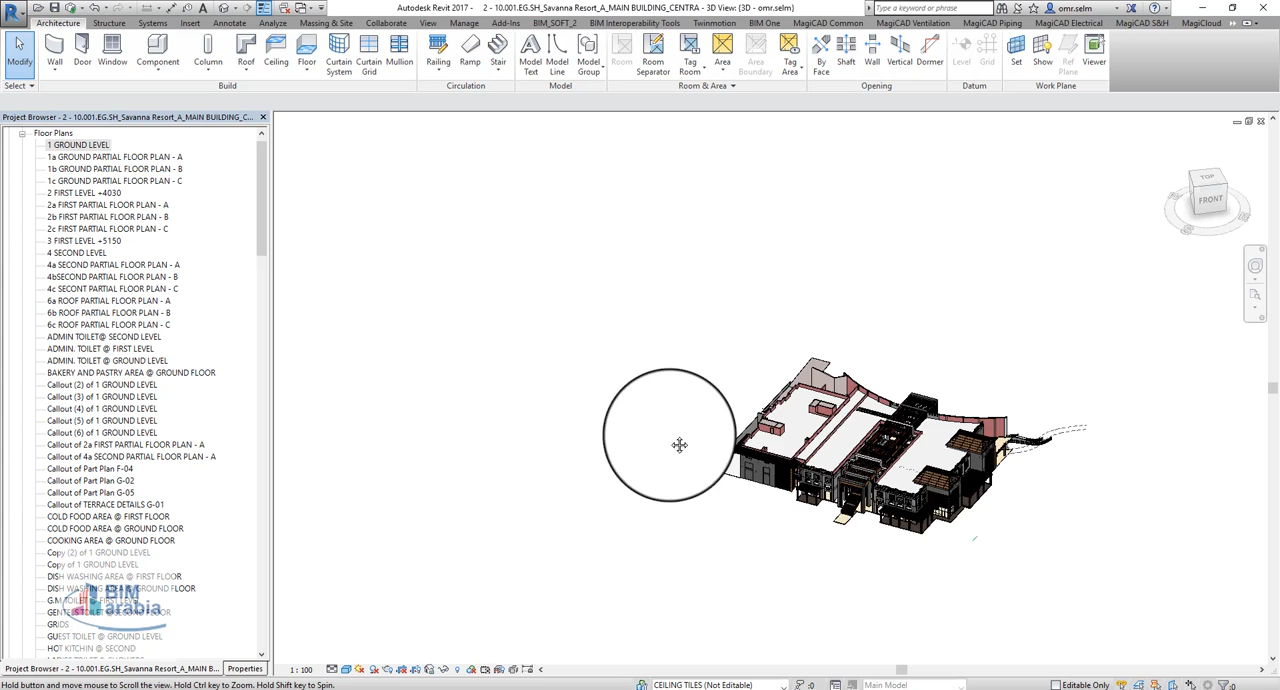 Autodesk Revit 2017 - 2 - 10.001.EG.SH_Savanna Resort_A_MAIN BUILDING_CENTRA - 3D View: {3D - omr.selm}
Type a keyword or phrase
omr.selm
Architecture Structure Systems Insert Annotate Analyze Massing & Site Collaborate View Manage Add-Ins BIM_SOFT_2 BIM Interoperability Tools Twinmotion BIM One MagiCAD Common MagiCAD Ventilation MagiCAD Piping MagiCAD Electrical MagiCAD S&H MagiCloud
Modify Wall Door Window Component Column Roof Ceiling Floor Curtain System Curtain Grid Mullion Railing Ramp Stair Model Text Model Line Model Group Room Room Separator Tag Room Area Area Boundary Tag Area By Face Shaft Wall Vertical Dormer Level Grid Set Show Ref Plane Viewer
Select Build Circulation Model Room & Area Opening Datum Work Plane
Project Browser - 2 - 10.001.EG.SH_Savanna Resort_A_MAIN BUILDING_C...
Floor Plans
1 GROUND LEVEL
1a GROUND PARTIAL FLOOR PLAN - A
1b GROUND PARTIAL FLOOR PLAN - B
1c GROUND PARTIAL FLOOR PLAN - C
2 FIRST LEVEL +4030
2a FIRST PARTIAL FLOOR PLAN - A
2b FIRST PARTIAL FLOOR PLAN - B
2c FIRST PARTIAL FLOOR PLAN - C
3 FIRST LEVEL +5150
4 SECOND LEVEL
4a SECOND PARTIAL FLOOR PLAN - A
4bSECOND PARTIAL FLOOR PLAN - B
4c SECONT PARTIAL FLOOR PLAN - C
6a ROOF PARTIAL FLOOR PLAN - A
6b ROOF PARTIAL FLOOR PLAN - B
6c ROOF PARTIAL FLOOR PLAN - C
ADMIN TOILET@ SECOND LEVEL
ADMIN. TOILET @ FIRST LEVEL
ADMIN. TOILET @ GROUND LEVEL
BAKERY AND PASTRY AREA @ GROUND FLOOR
Callout (2) of 1 GROUND LEVEL
Callout (3) of 1 GROUND LEVEL
Callout (4) of 1 GROUND LEVEL
Callout (5) of 1 GROUND LEVEL
Callout (6) of 1 GROUND LEVEL
Callout of 2a FIRST PARTIAL FLOOR PLAN - A
Callout of 4a SECOND PARTIAL FLOOR PLAN - A
Callout of Part Plan F-04
Callout of Part Plan G-02
Callout of Part Plan G-05
Callout of TERRACE DETAILS G-01
COLD FOOD AREA @ FIRST FLOOR
COLD FOOD AREA @ GROUND FLOOR
COOKING AREA @ GROUND FLOOR
Copy (2) of 1 GROUND LEVEL
Copy of 1 GROUND LEVEL
DISH WASHING AREA @ FIRST FLOOR
DISH WASHING AREA @ GROUND FLOOR
G.M TOILET @ FIRST LEVEL
GENTLES TOILET @ SECOND FLOOR
GRIDS
GUEST TOILET @ GROUND LEVEL
HOT KITCHIN @ SECOND
BIM
arabia
TOP
FRONT
Project Browser - 2 - 10.001.EG.SH_Savanna Resort_A_MAIN B... Properties
1 : 100
Hold button and move mouse to Scroll the view. Hold Ctrl key to Zoom. Hold Shift key to Spin.
CEILING TILES (Not Editable)
:0
Main Model
Editable Only
:0